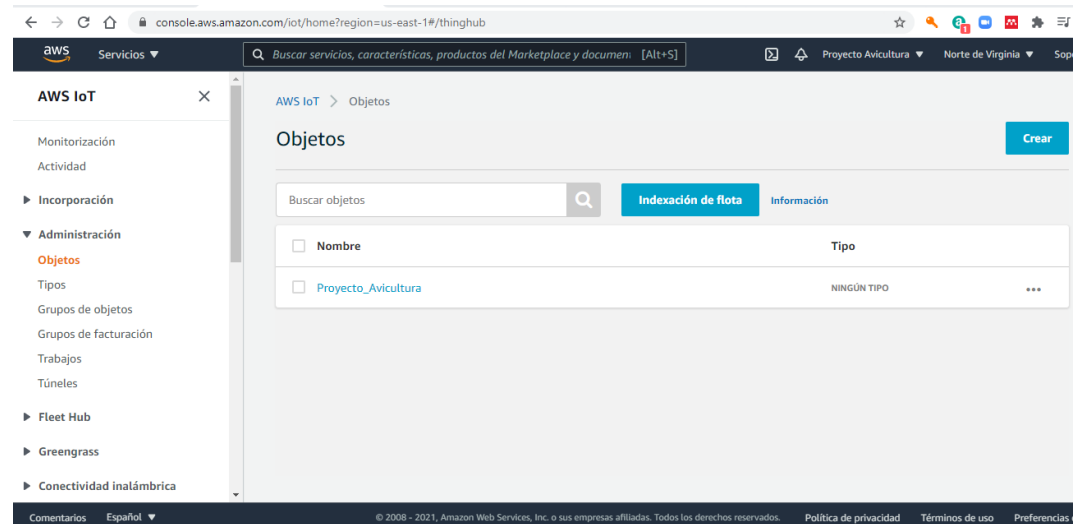 console.aws.amazon.com/iot/home?region=us-east-1#/thinghub
aws Servicios ▼ Buscar servicios, características, productos del Marketplace y documen [Alt+S] Proyecto Avicultura ▼ Norte de Virginia ▼ Sop
AWS IoT
AWS IoT > Objetos
Monitorización
Actividad
Incorporación
Administración
Objetos
Tipos
Grupos de objetos
Grupos de facturación
Trabajos
Túneles
Fleet Hub
Greengrass
Conectividad inalámbrica
Objetos
Crear
Buscar objetos
Indexación de flota
Información
Nombre Tipo
Proyecto_Avicultura NINGÚN TIPO
Comentarios Español ▼ © 2008 - 2021, Amazon Web Services, Inc. o sus empresas afiliadas. Todos los derechos reservados. Política de privacidad Términos de uso Preferencias